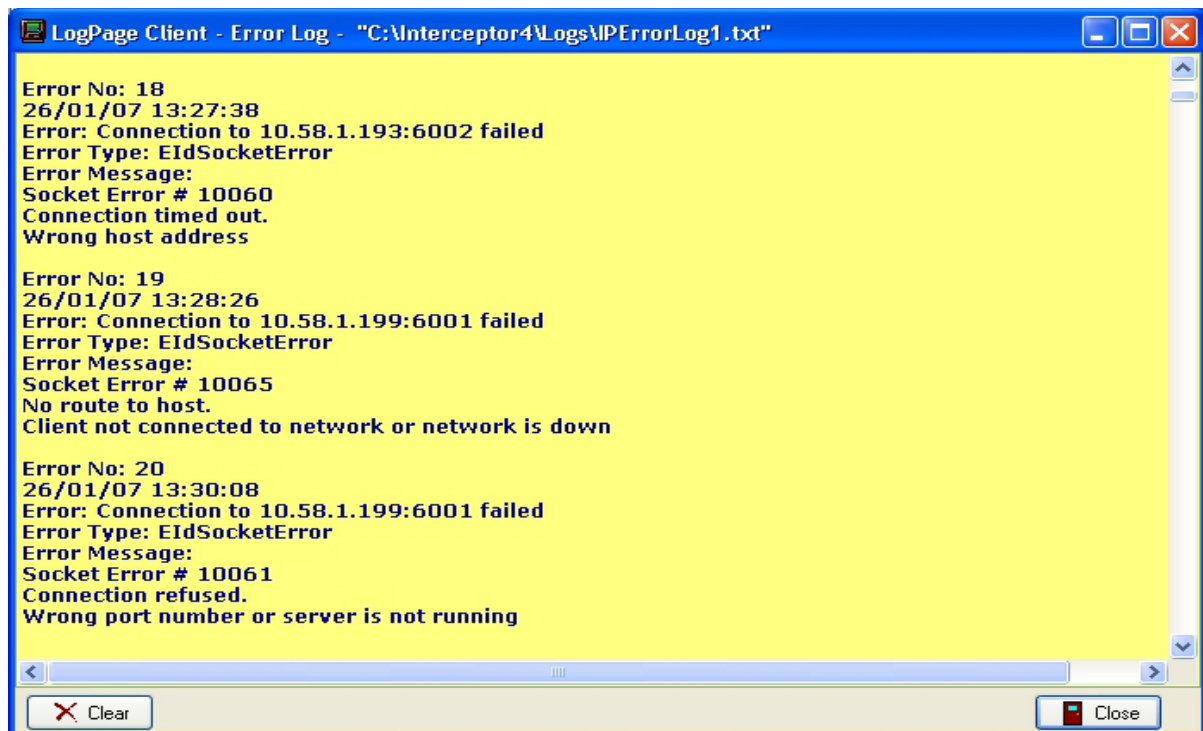 LogPage Client - Error Log - "C:\Interceptor4\Logs\IPErrorLog1.txt"
Error No: 18
26/01/07 13:27:38
Error: Connection to 10.58.1.193:6002 failed
Error Type: EIdSocketError
Error Message:
Socket Error # 10060
Connection timed out.
Wrong host address
Error No: 19
26/01/07 13:28:26
Error: Connection to 10.58.1.199:6001 failed
Error Type: EIdSocketError
Error Message:
Socket Error # 10065
No route to host.
Client not connected to network or network is down
Error No: 20
26/01/07 13:30:08
Error: Connection to 10.58.1.199:6001 failed
Error Type: EIdSocketError
Error Message:
Socket Error # 10061
Connection refused.
Wrong port number or server is not running
Clear
Close